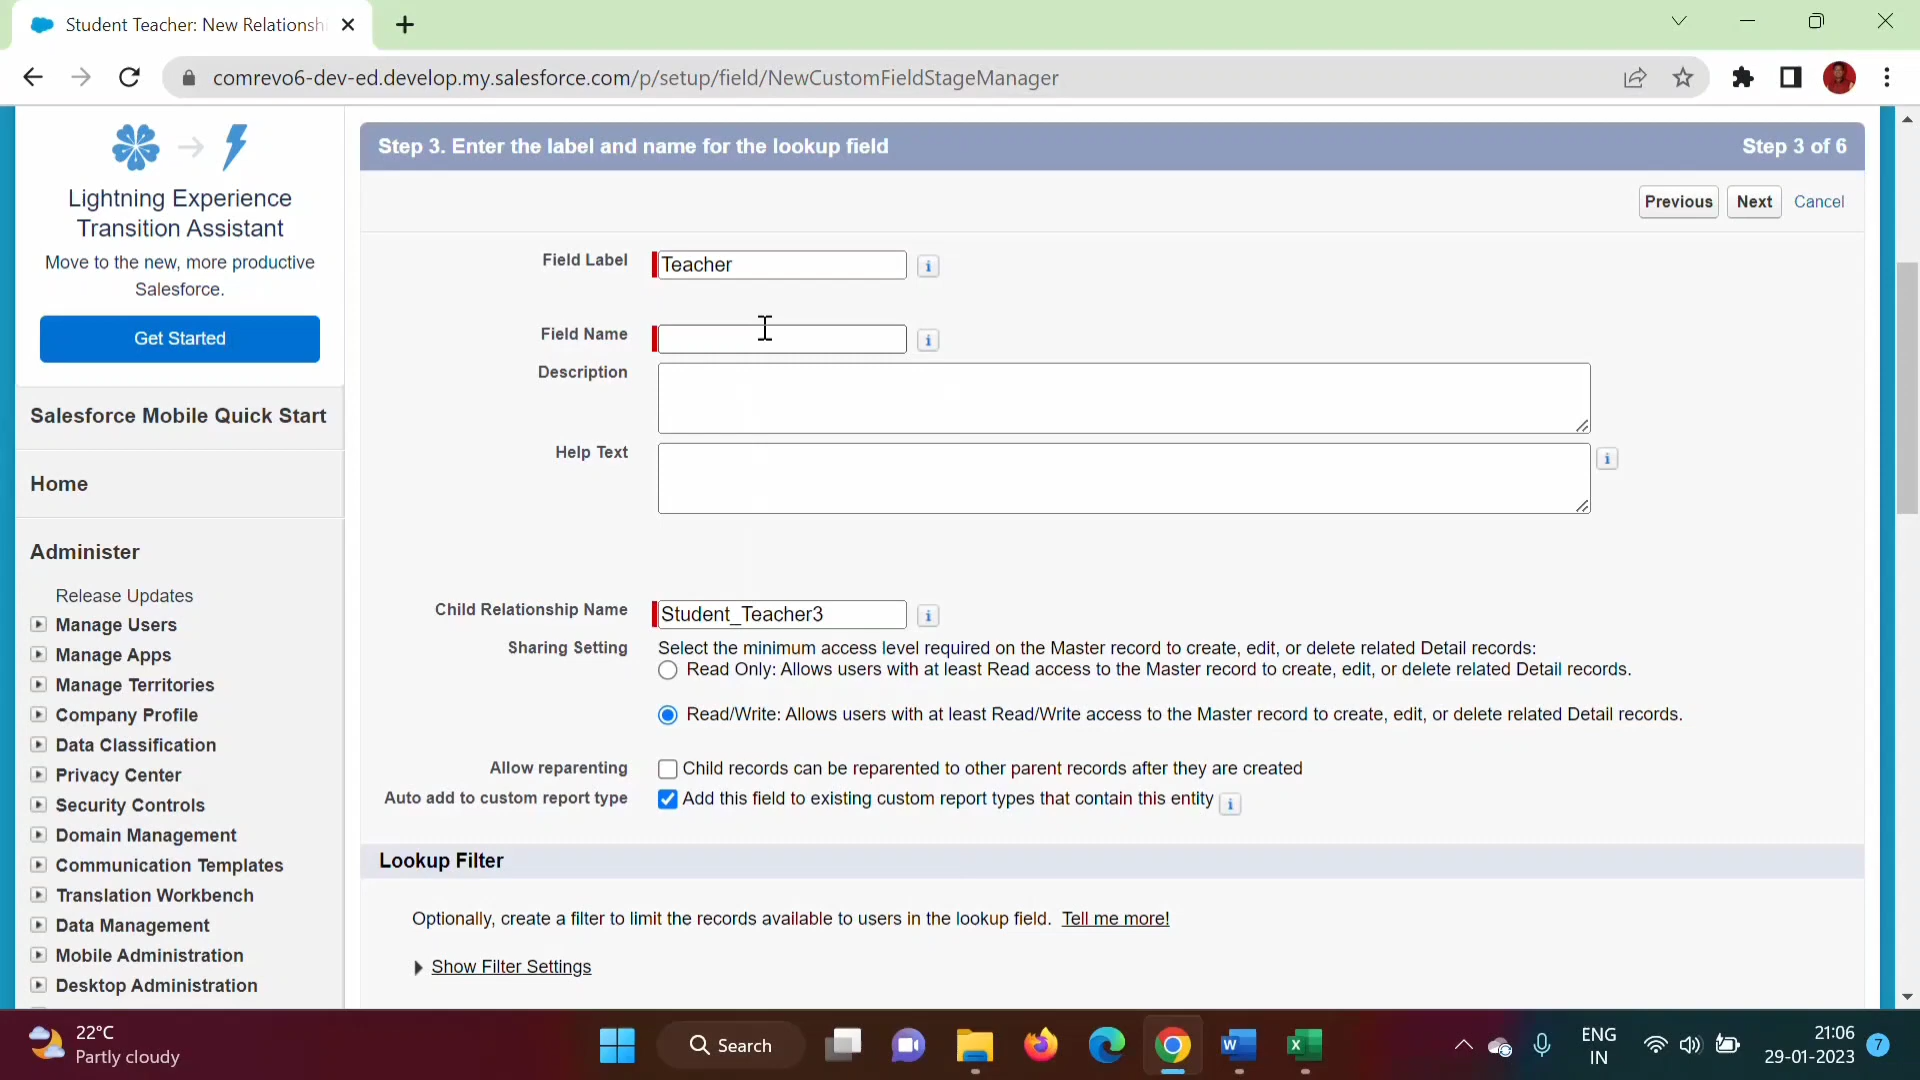 Student Teacher: New Relationsh
comrevo6-dev-ed.develop.my.salesforce.com/p/setup/field/NewCustomFieldStageManager
Lightning Experience
Transition Assistant
Move to the new, more productive
Salesforce.
Get Started
Salesforce Mobile Quick Start
Home
Administer
Release Updates
Manage Users
Manage Apps
Manage Territories
Company Profile
Data Classification
Privacy Center
Security Controls
Domain Management
Communication Templates
Translation Workbench
Data Management
Mobile Administration
Desktop Administration
Step 3. Enter the label and name for the lookup field
Step 3 of 6
Previous
Next
Cancel
Field Label
Teacher
i
Field Name
i
Description
Help Text
i
Child Relationship Name
Student_Teacher3
i
Sharing Setting
Select the minimum access level required on the Master record to create, edit, or delete related Detail records:
Read Only: Allows users with at least Read access to the Master record to create, edit, or delete related Detail records.
Read/Write: Allows users with at least Read/Write access to the Master record to create, edit, or delete related Detail records.
Allow reparenting
Child records can be reparented to other parent records after they are created
Auto add to custom report type
Add this field to existing custom report types that contain this entity
i
Lookup Filter
Optionally, create a filter to limit the records available to users in the lookup field. Tell me more!
Show Filter Settings
22°C
Partly cloudy
Search
W
X
ENG
IN
21:06
29-01-2023
7